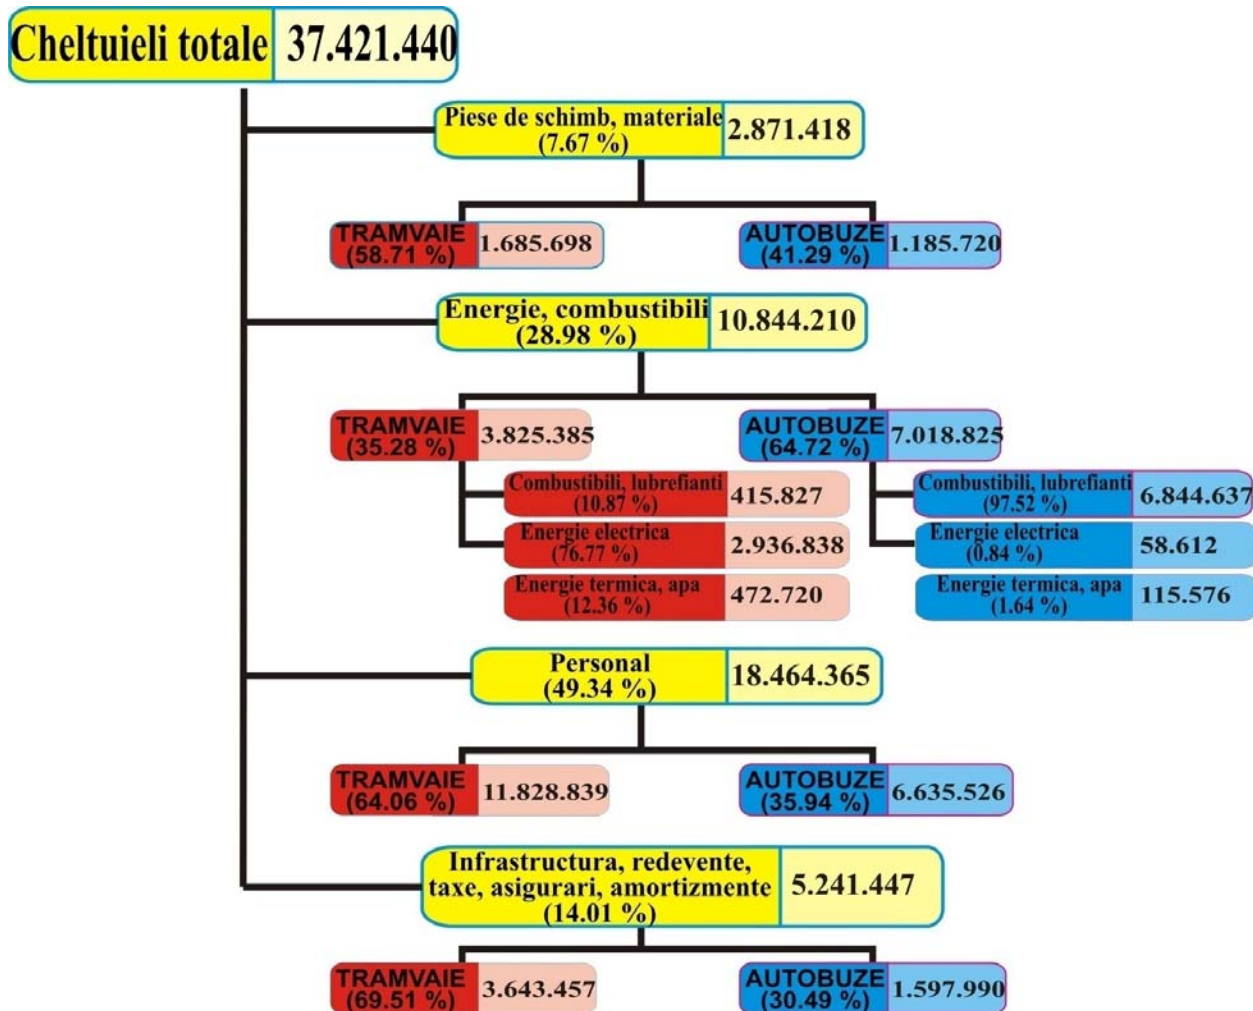 Cheltuieli totale 37.421.440
Piese de schimb, materiale 2.871.418
(7.67 %)
TRAMVAIE 1.685.698
(58.71 %)
AUTOBUZE 1.185.720
(41.29 %)
Energie, combustibili 10.844.210
(28.98 %)
TRAMVAIE 3.825.385
(35.28 %)
AUTOBUZE 7.018.825
(64.72 %)
Combustibili, lubrefianti 415.827
(10.87 %)
Energie electrica 2.936.838
(76.77 %)
Energie termica, apa 472.720
(12.36 %)
Combustibili, lubrefianti 6.844.637
(97.52 %)
Energie electrica 58.612
(0.84 %)
Energie termica, apa 115.576
(1.64 %)
Personal 18.464.365
(49.34 %)
TRAMVAIE 11.828.839
(64.06 %)
AUTOBUZE 6.635.526
(35.94 %)
Infrastructura, redevente,
taxe, asigurari, amortizmente 5.241.447
(14.01 %)
TRAMVAIE 3.643.457
(69.51 %)
AUTOBUZE 1.597.990
(30.49 %)